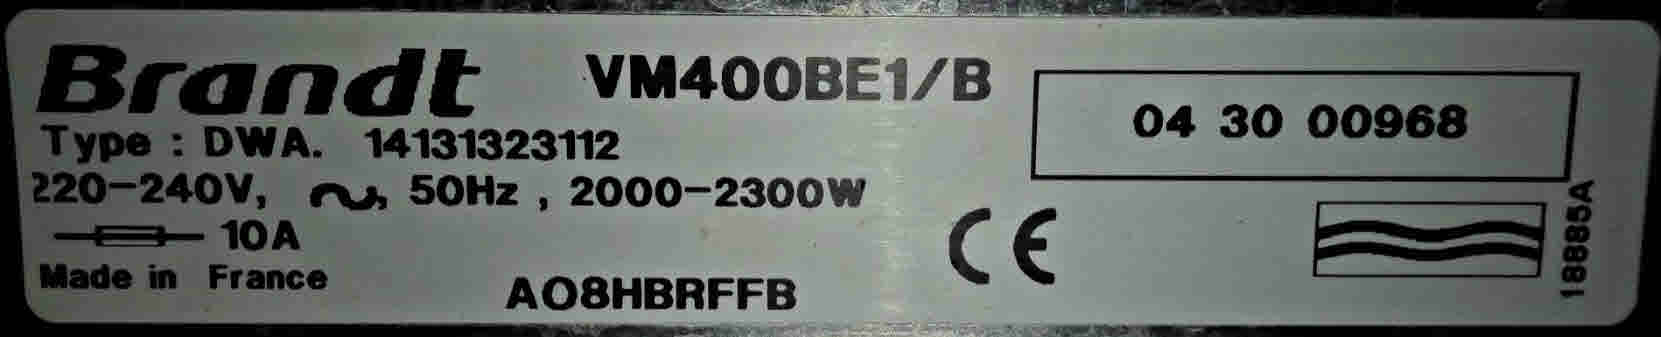 Brandt VM400BE1/B
04 30 00968
Type : DWA. 14131323112
220-240V, ~, 50Hz , 2000-2300W
10A
Made in France
AO8HBRFFB
CE
18885A